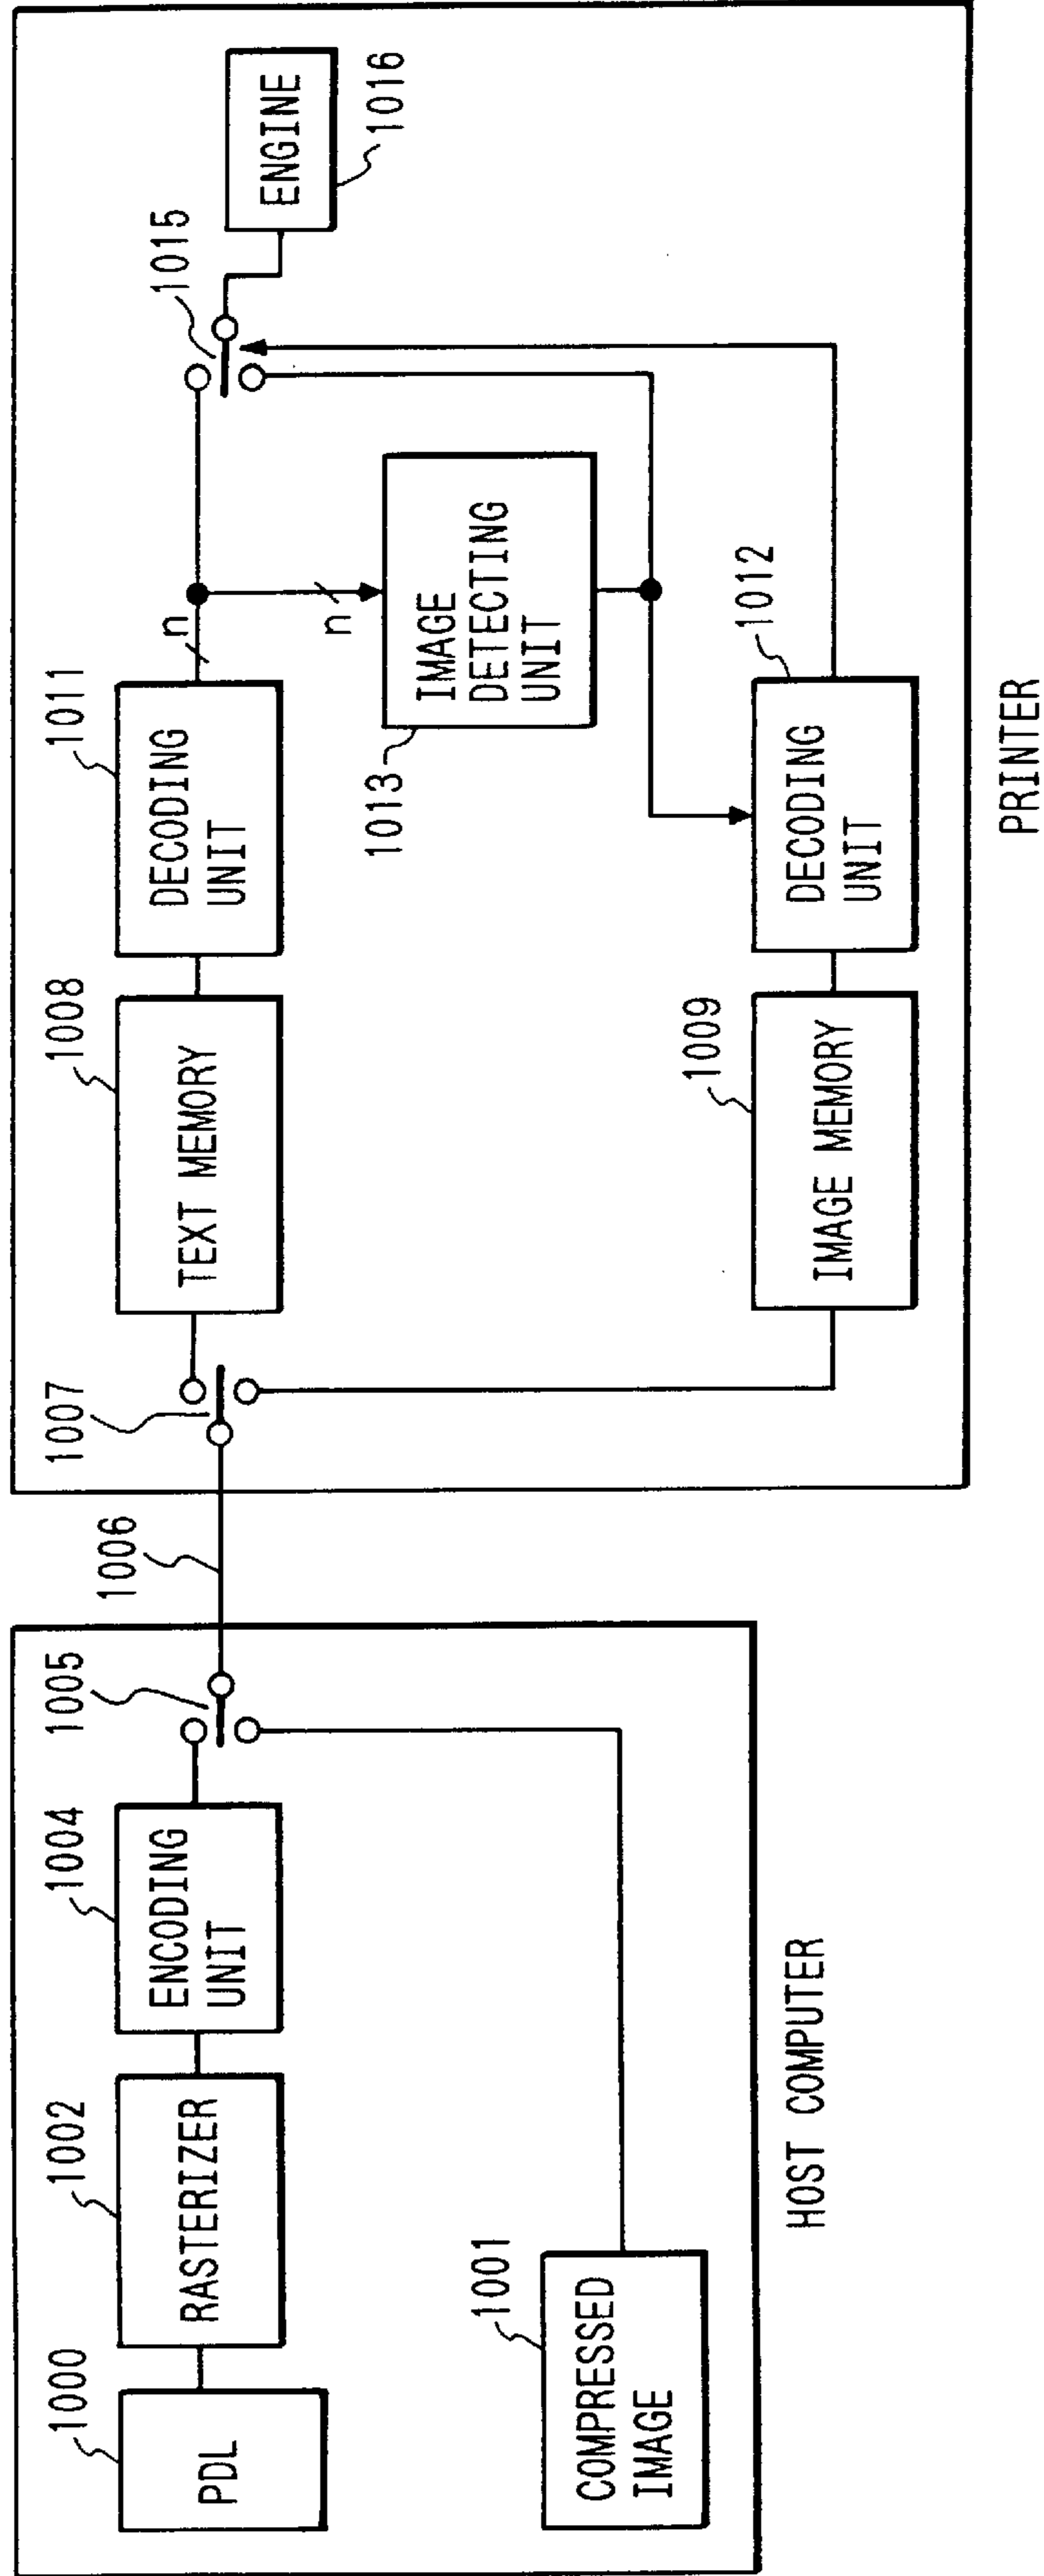 1000
PDL
1002
RASTERIZER
1004
ENCODING
UNIT
1005
1001
COMPRESSED
IMAGE
HOST COMPUTER
1006
1007
1008
TEXT MEMORY
1011
DECODING
UNIT
n
n
1013
IMAGE
DETECTING
UNIT
1015
ENGINE
1016
1009
IMAGE MEMORY
1012
DECODING
UNIT
PRINTER